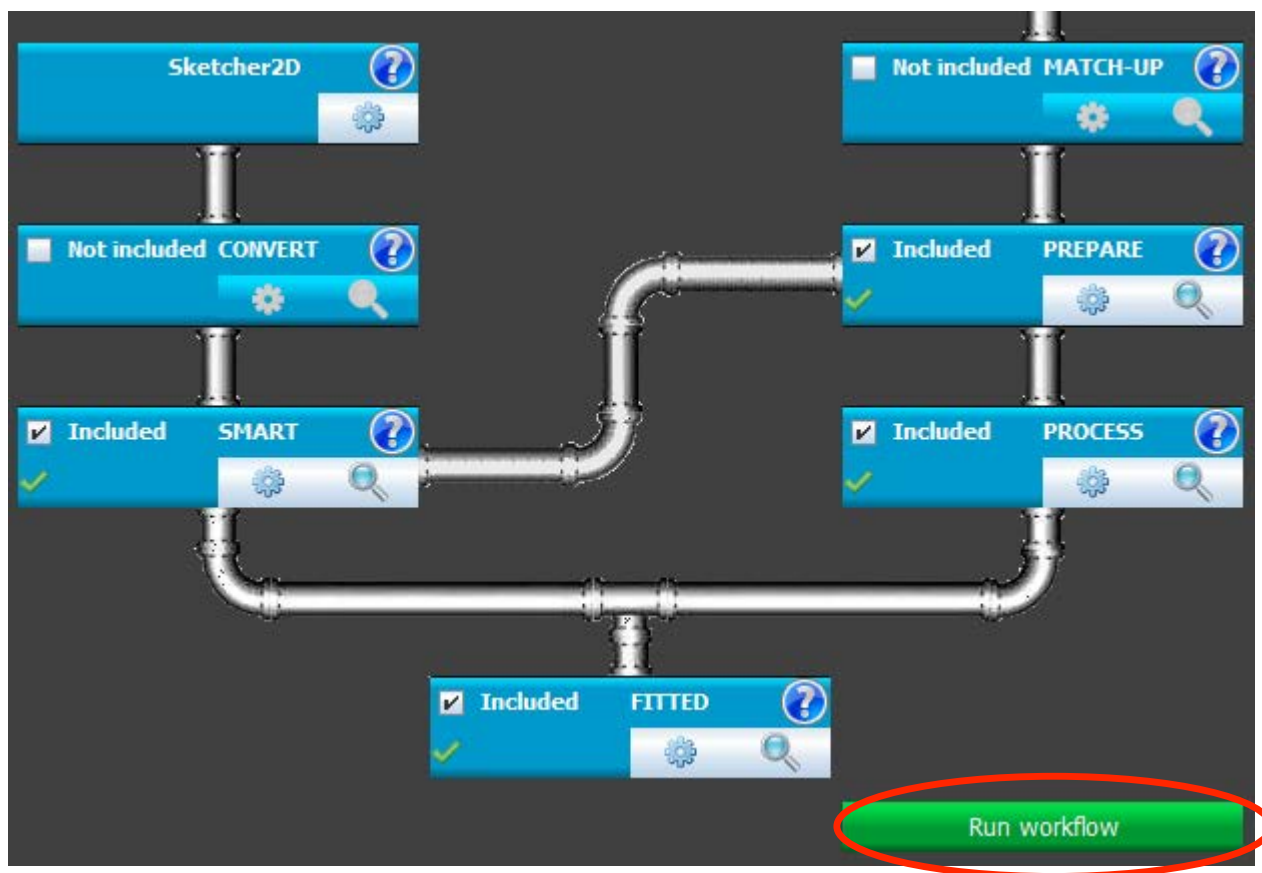 Sketcher2D ?
Not included MATCH-UP ?
Not included CONVERT ?
Included PREPARE ?
Included SMART ?
Included PROCESS ?
Included FITTED ?
Run workflow